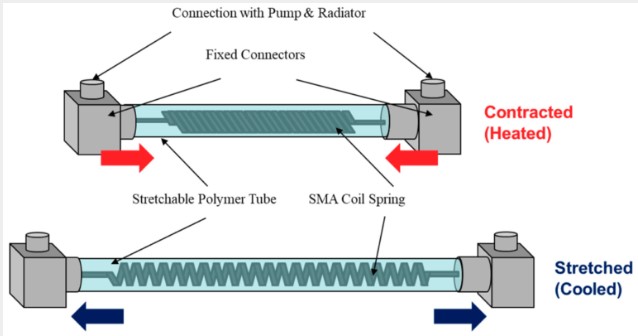 Connection with Pump & Radiator
Fixed Connectors
Contracted
(Heated)
Stretchable Polymer Tube
SMA Coil Spring
Stretched
(Cooled)